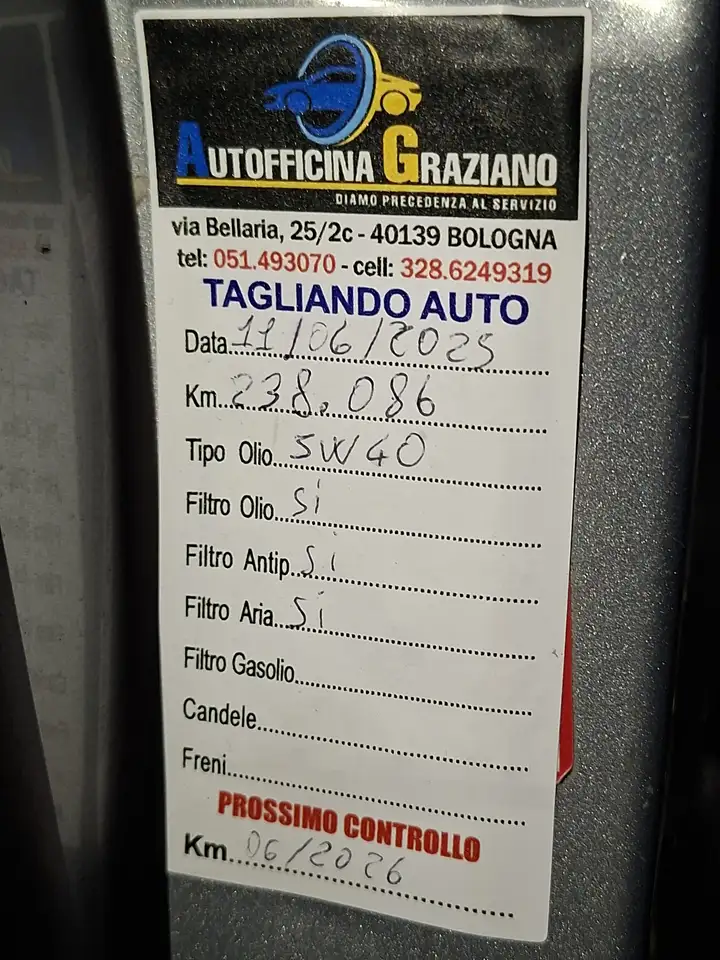 AUTOFFICINA GRAZIANO
DIAMO PRECEDENZA AL SERVIZIO
via Bellaria, 25/2c - 40139 BOLOGNA
tel: 051.493070 - cell: 328.6249319
TAGLIANDO AUTO
Data 11/06/2025
Km 238.086
Tipo Olio 5W40
Filtro Olio Si
Filtro Antip. Si
Filtro Aria Si
Filtro Gasolio
Candele
Freni
PROSSIMO CONTROLLO
Km 06/2026